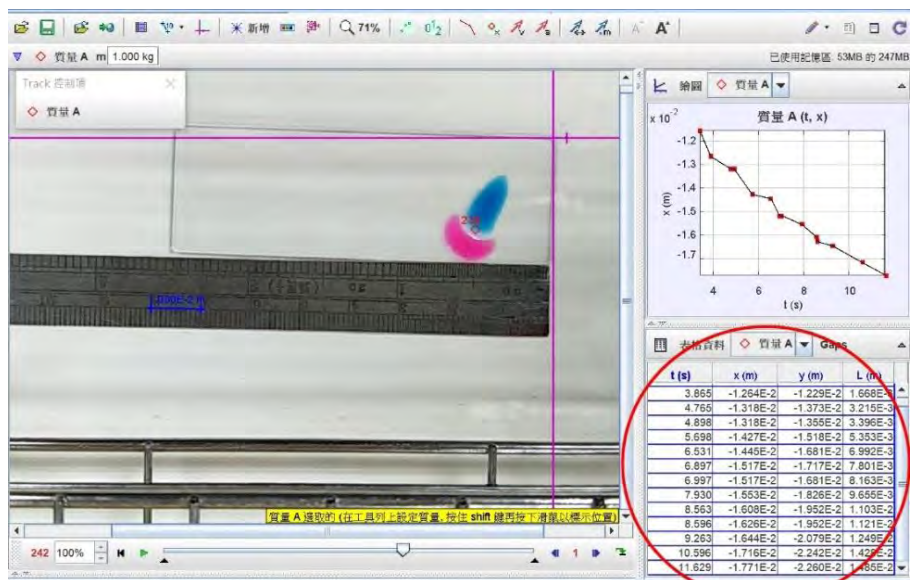 71%
新增
質量 A m 1.000 kg
已使用記憶區: 53MB 的 247MB
Track 控制項
質量 A
繪圖 質量 A
質量 A (t, x)
x 10⁻²
-1.2
-1.3
-1.4
-1.5
-1.6
-1.7
x (m)
4 6 8 10
t (s)
表格資料 質量 A Gaps
t (s) x (m) y (m) L (m)
3.865 -1.264E-2 -1.229E-2 1.668E-3
4.765 -1.318E-2 -1.373E-2 3.215E-3
4.898 -1.318E-2 -1.355E-2 3.396E-3
5.698 -1.427E-2 -1.518E-2 5.353E-3
6.531 -1.445E-2 -1.681E-2 6.992E-3
6.897 -1.517E-2 -1.717E-2 7.801E-3
6.997 -1.517E-2 -1.681E-2 8.163E-3
7.930 -1.553E-2 -1.826E-2 9.655E-3
8.563 -1.608E-2 -1.952E-2 1.103E-2
8.596 -1.626E-2 -1.952E-2 1.121E-2
9.263 -1.644E-2 -2.079E-2 1.249E-2
10.596 -1.716E-2 -2.242E-2
11.629 -1.771E-2 -2.260E-2
質量 A 選取的 (在工具列上設定質量, 按住 shift 鍵再按下滑鼠以標示位置)
242 100% 1